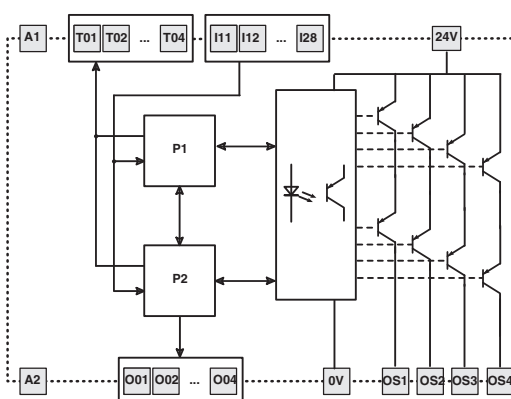 A1 T01 T02 ... T04 I11 I12 ... I28 24V
P1
P2
A2 O01 O02 ... O04 0V OS1 OS2 OS3 OS4